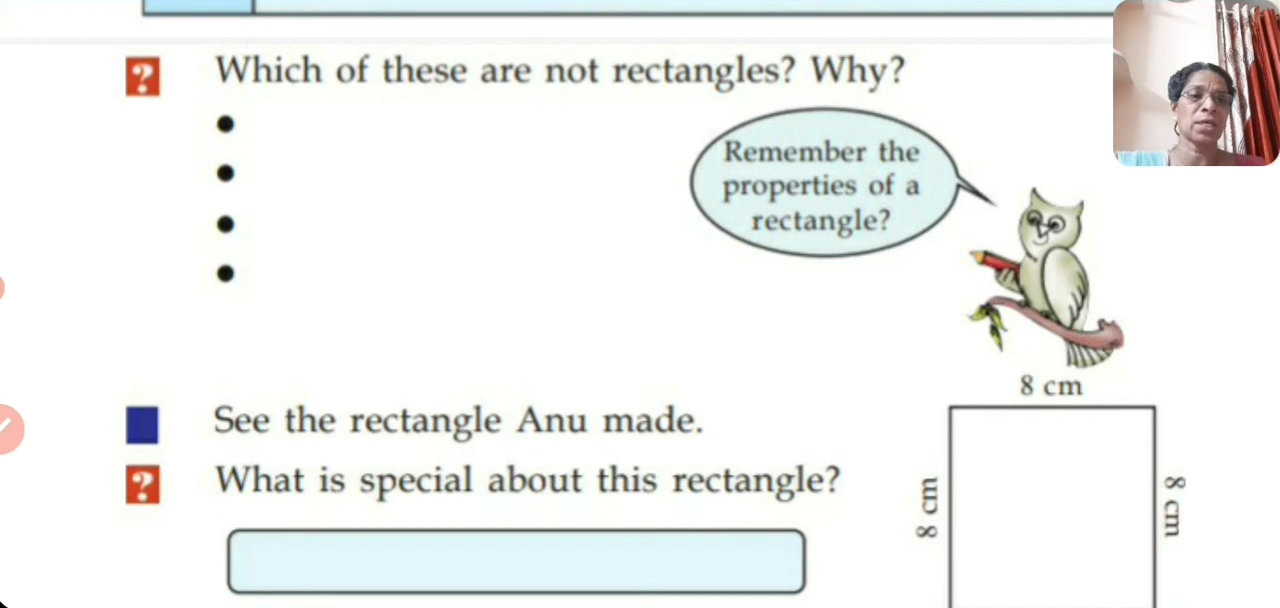 ? Which of these are not rectangles? Why?
Remember the
properties of a
rectangle?
See the rectangle Anu made.
? What is special about this rectangle?
8 cm
8 cm
8 cm